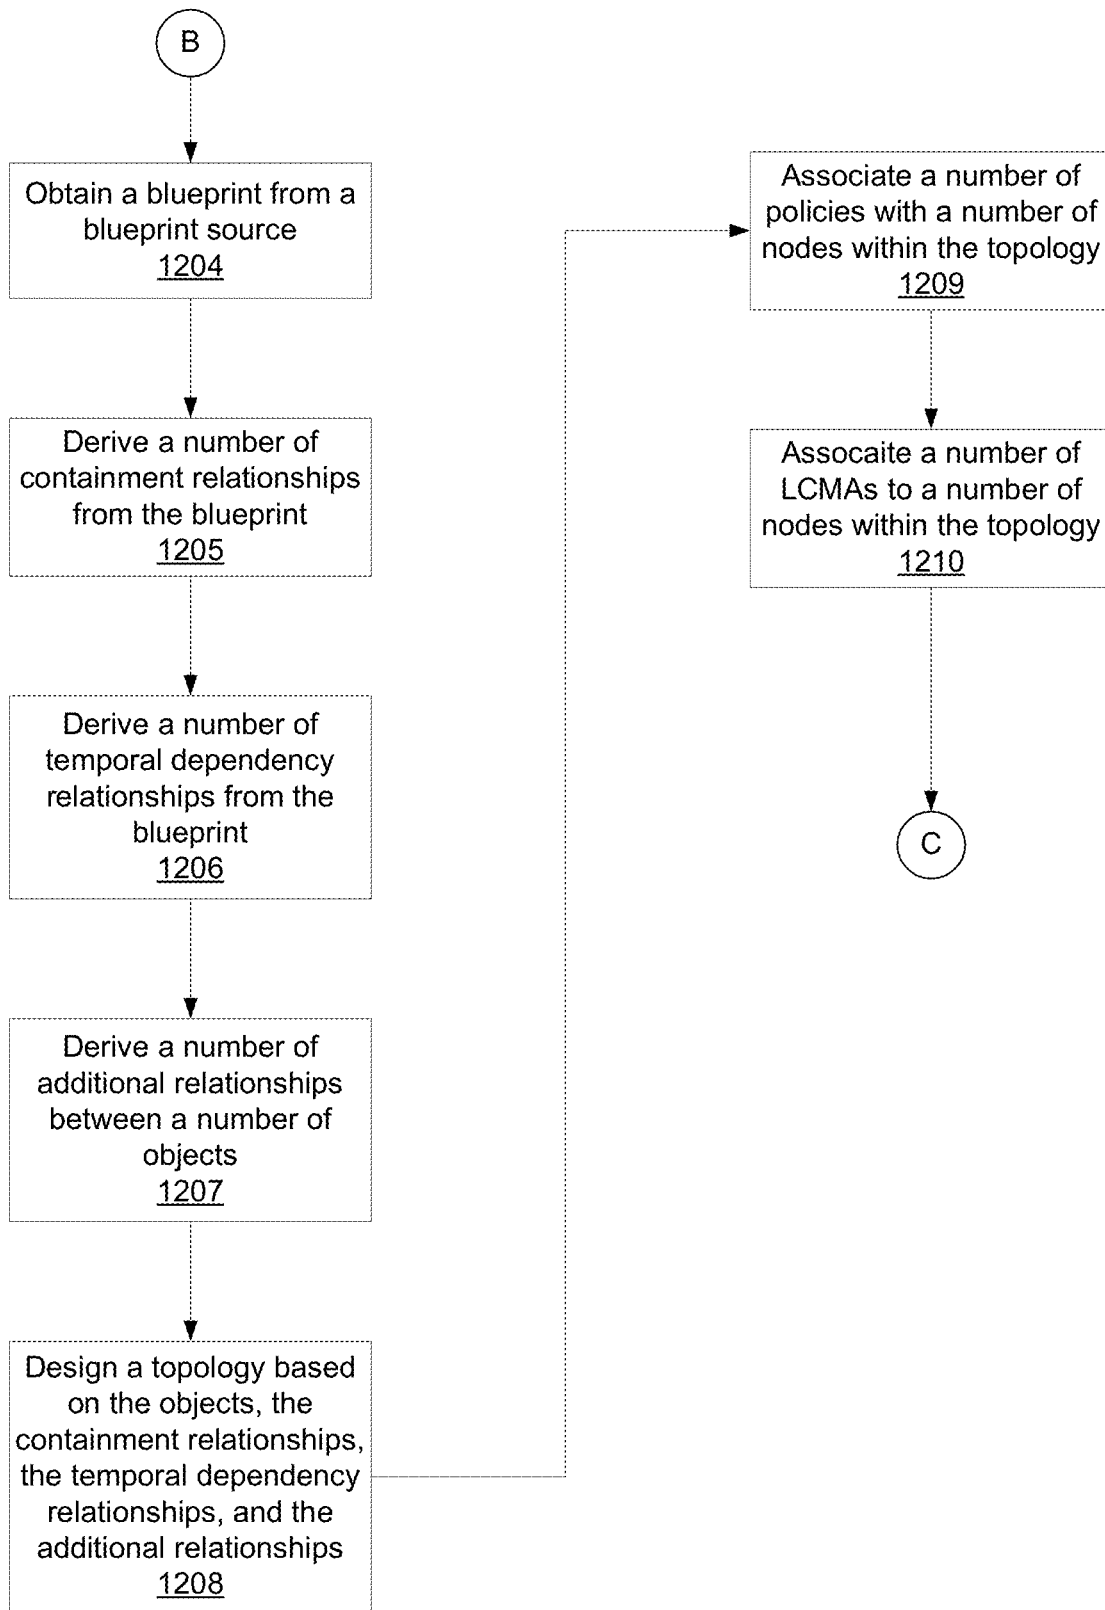 B
Obtain a blueprint from a
blueprint source
1204
Derive a number of
containment relationships
from the blueprint
1205
Derive a number of
temporal dependency
relationships from the
blueprint
1206
Derive a number of
additional relationships
between a number of
objects
1207
Design a topology based
on the objects, the
containment relationships,
the temporal dependency
relationships, and the
additional relationships
1208
Associate a number of
policies with a number of
nodes within the topology
1209
Assocaite a number of
LCMAs to a number of
nodes within the topology
1210
C